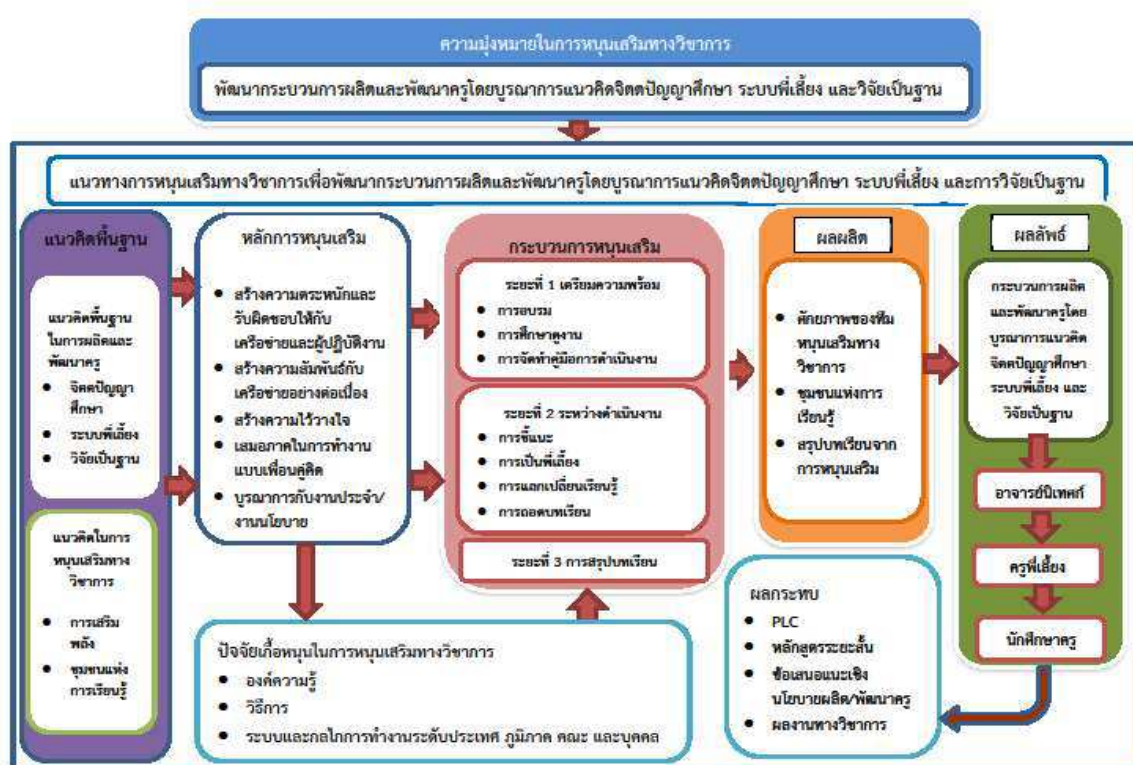 ความมุ่งหมายในการหนุนเสริมทางวิชาการ
พัฒนากระบวนการผลิตและพัฒนาครูโดยบูรณาการแนวคิดจิตตปัญญาศึกษา ระบบพี่เลี้ยง และวิจัยเป็นฐาน
แนวทางการหนุนเสริมทางวิชาการเพื่อพัฒนากระบวนการผลิตและพัฒนาครูโดยบูรณาการแนวคิดจิตตปัญญาศึกษา ระบบพี่เลี้ยง และการวิจัยเป็นฐาน
แนวคิดพื้นฐาน
แนวคิดพื้นฐาน
ในการผลิตและ
พัฒนาครู
● จิตตปัญญา
ศึกษา
● ระบบพี่เลี้ยง
● วิจัยเป็นฐาน
แนวคิดในการ
หนุนเสริมทาง
วิชาการ
● การเสริม
พลัง
● ชุมชนแห่ง
การเรียนรู้
หลักการหนุนเสริม
● สร้างความตระหนักและ
รับผิดชอบให้กับ
เครือข่ายและผู้ปฏิบัติงาน
● สร้างความสัมพันธ์กับ
เครือข่ายอย่างต่อเนื่อง
● สร้างความไว้วางใจ
● เสมอภาคในการทำงาน
แบบเพื่อนคู่คิด
● บูรณาการกับงานประจำ/
งานนโยบาย
กระบวนการหนุนเสริม
ระยะที่ 1 เตรียมความพร้อม
● การอบรม
● การศึกษาดูงาน
● การจัดทำคู่มือการดำเนินงาน
ระยะที่ 2 ระหว่างดำเนินงาน
● การชี้แนะ
● การเป็นพี่เลี้ยง
● การแลกเปลี่ยนเรียนรู้
● การถอดบทเรียน
ระยะที่ 3 การสรุปบทเรียน
ผลผลิต
● ศักยภาพของทีม
หนุนเสริมทาง
วิชาการ
● ชุมชนแห่งการ
เรียนรู้
● สรุปบทเรียนจาก
การหนุนเสริม
ผลลัพธ์
กระบวนการผลิต
และพัฒนาครูโดย
บูรณาการแนวคิด
จิตตปัญญาศึกษา
ระบบพี่เลี้ยง และ
วิจัยเป็นฐาน
อาจารย์นิเทศก์
ครูพี่เลี้ยง
นักศึกษาครู
ปัจจัยเกื้อหนุนในการหนุนเสริมทางวิชาการ
● องค์ความรู้
● วิธีการ
● ระบบและกลไกการทำงานระดับประเทศ ภูมิภาค คณะ และบุคคล
ผลกระทบ
● PLC
● หลักสูตรระยะสั้น
● ข้อเสนอแนะเชิง
นโยบายผลิต/พัฒนาครู
● ผลงานทางวิชาการ